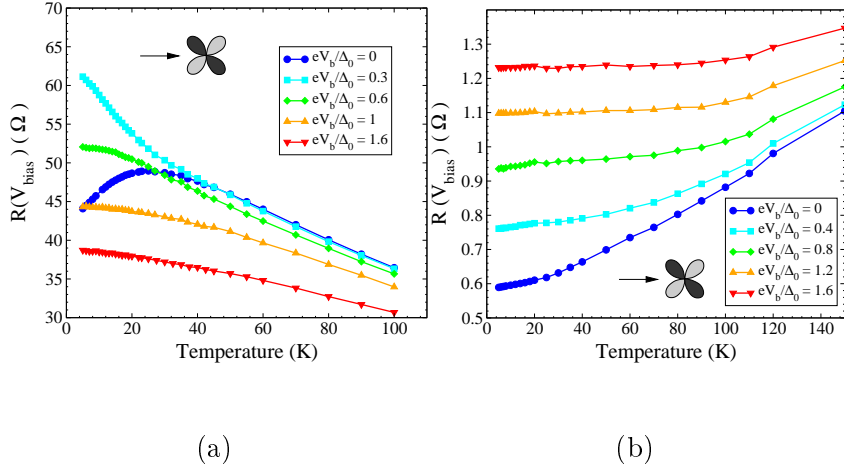 70
65
60
55
50
45
40
35
30
0
20
40
60
80
100
R(V_bias) (Ω)
Temperature (K)
eV_b/Δ_0 = 0
eV_b/Δ_0 = 0.3
eV_b/Δ_0 = 0.6
eV_b/Δ_0 = 1
eV_b/Δ_0 = 1.6
(a)
1.3
1.2
1.1
1
0.9
0.8
0.7
0.6
0.5
0
20
40
60
80
100
120
140
R (V_bias) (Ω)
Temperature (K)
eV_b/Δ_0 = 0
eV_b/Δ_0 = 0.4
eV_b/Δ_0 = 0.8
eV_b/Δ_0 = 1.2
eV_b/Δ_0 = 1.6
(b)